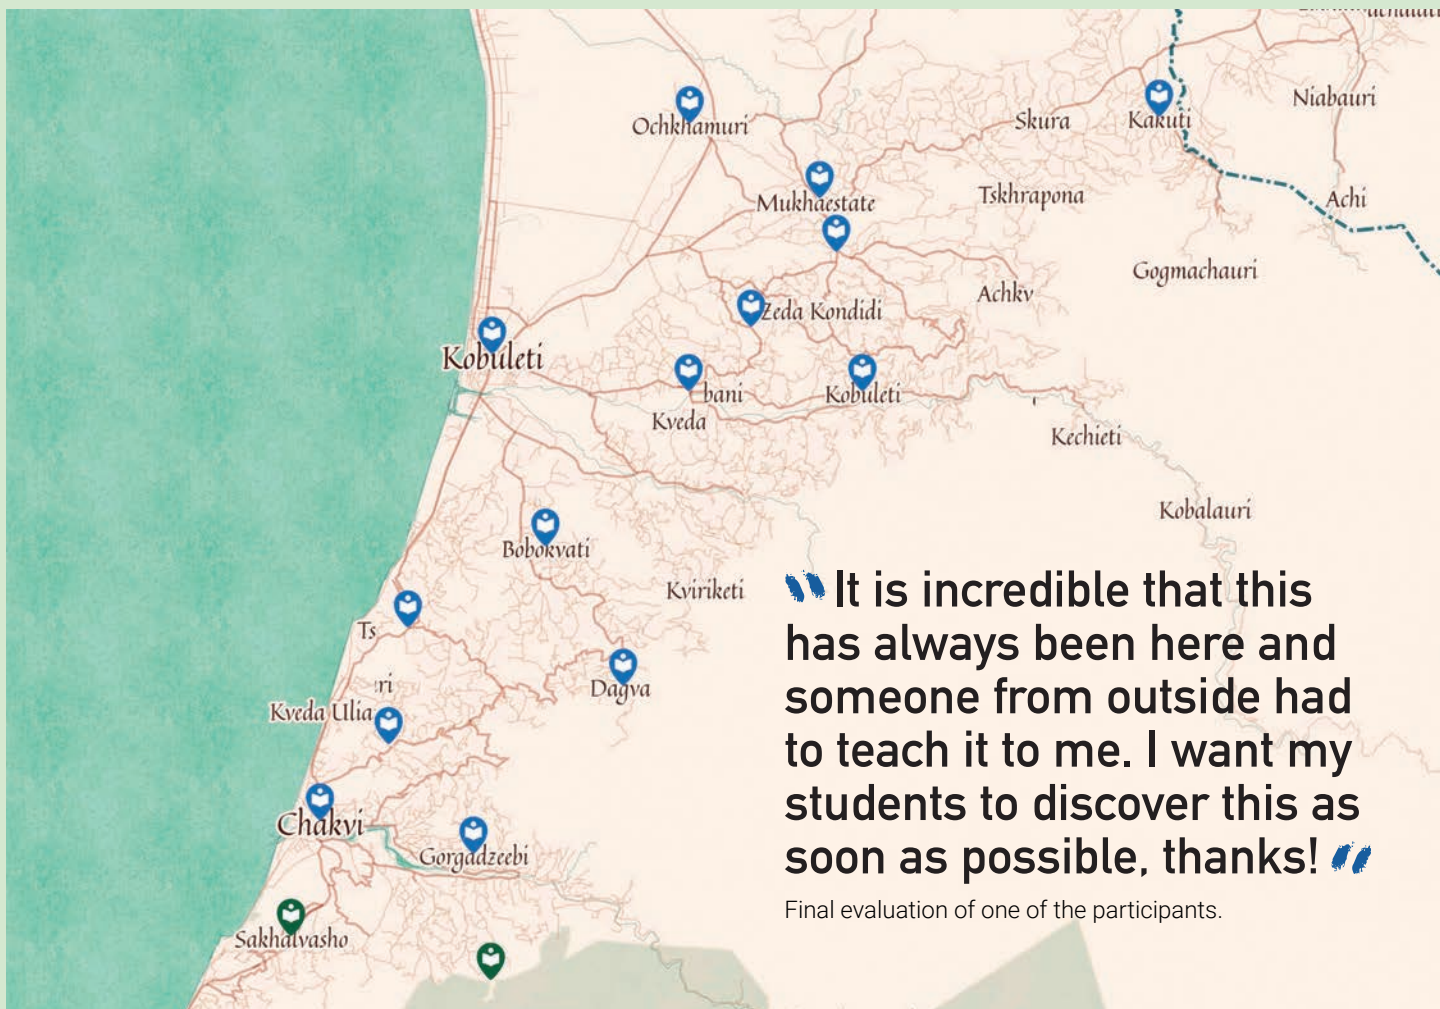 Ochkhamuri
Skura
Kakuti
Niabauri
Mukhaestate
Tskhrapona
Achi
Gogmachauri
Achkv
Zeda Kondidi
Kobuleti
bani
Kveda
Kobuleti
Kechieti
Kobalauri
Bobokvati
Kviriketi
Ts
Dagva
ri
Kveda Ulia
Chakvi
Gorgadzeebi
Sakhalvasho
It is incredible that this
has always been here and
someone from outside had
to teach it to me. I want my
students to discover this as
soon as possible, thanks!
Final evaluation of one of the participants.